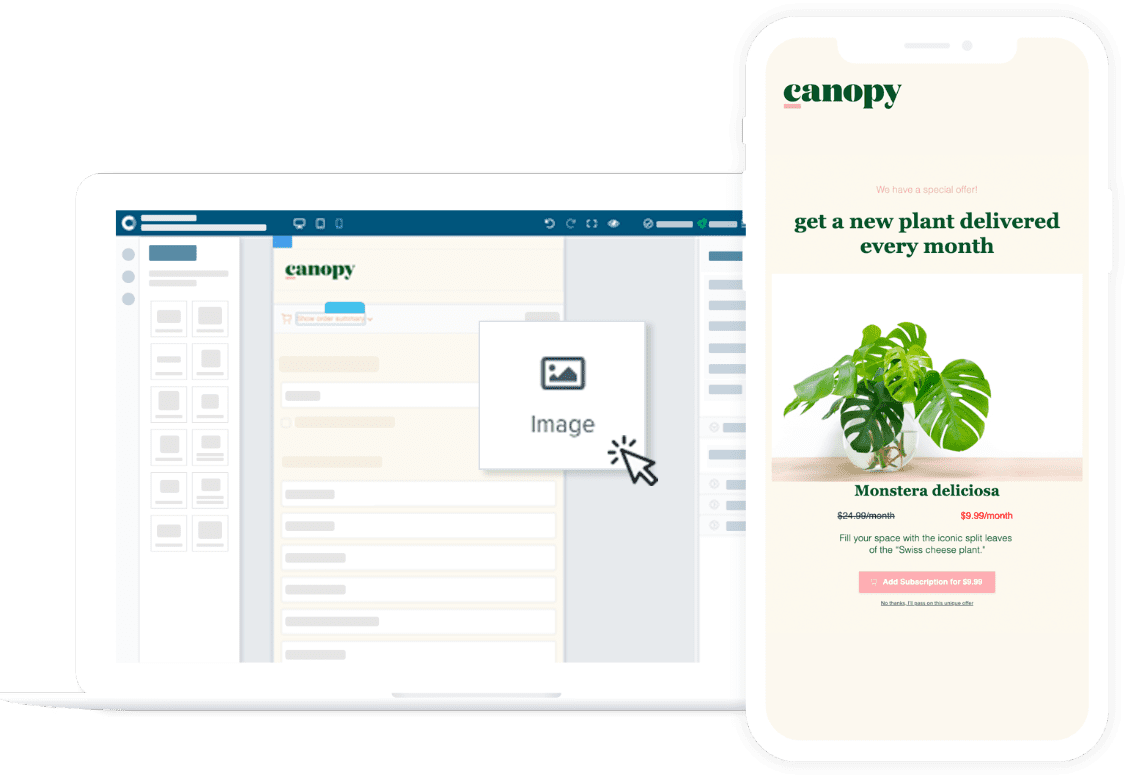 canopy
Show order summary
Image
canopy
We have a special offer!
get a new plant delivered
every month
Monstera deliciosa
$24.99/month
$9.99/month
Fill your space with the iconic split leaves
of the "Swiss cheese plant."
Add Subscription for $9.99
No thanks, I'll pass on this unique offer